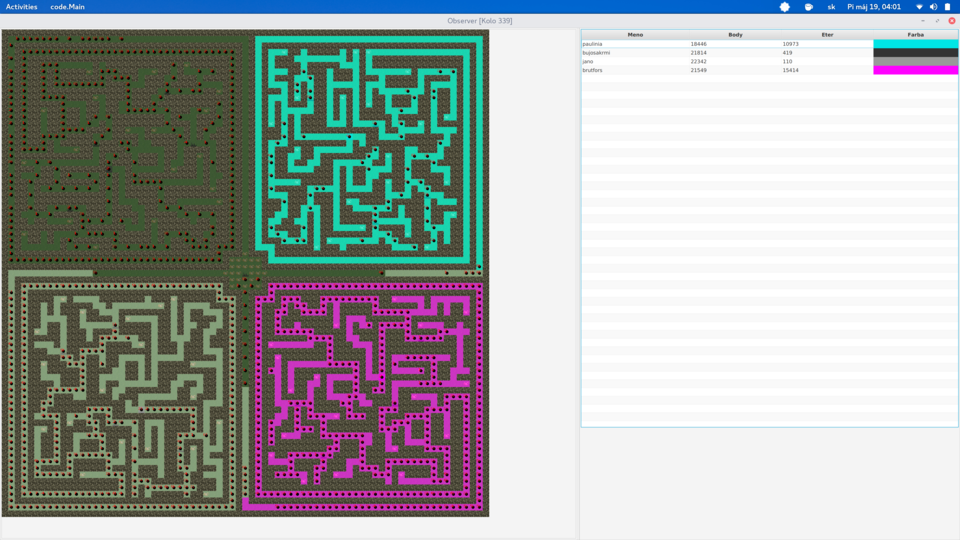 Activities code.Main sk Pi máj 19, 04:01
Observer [Kolo 339]
Meno Body Eter Farba
paulinia 18446 10973
bujosakrmi 21814 419
jano 22342 110
brutfors 21549 15414